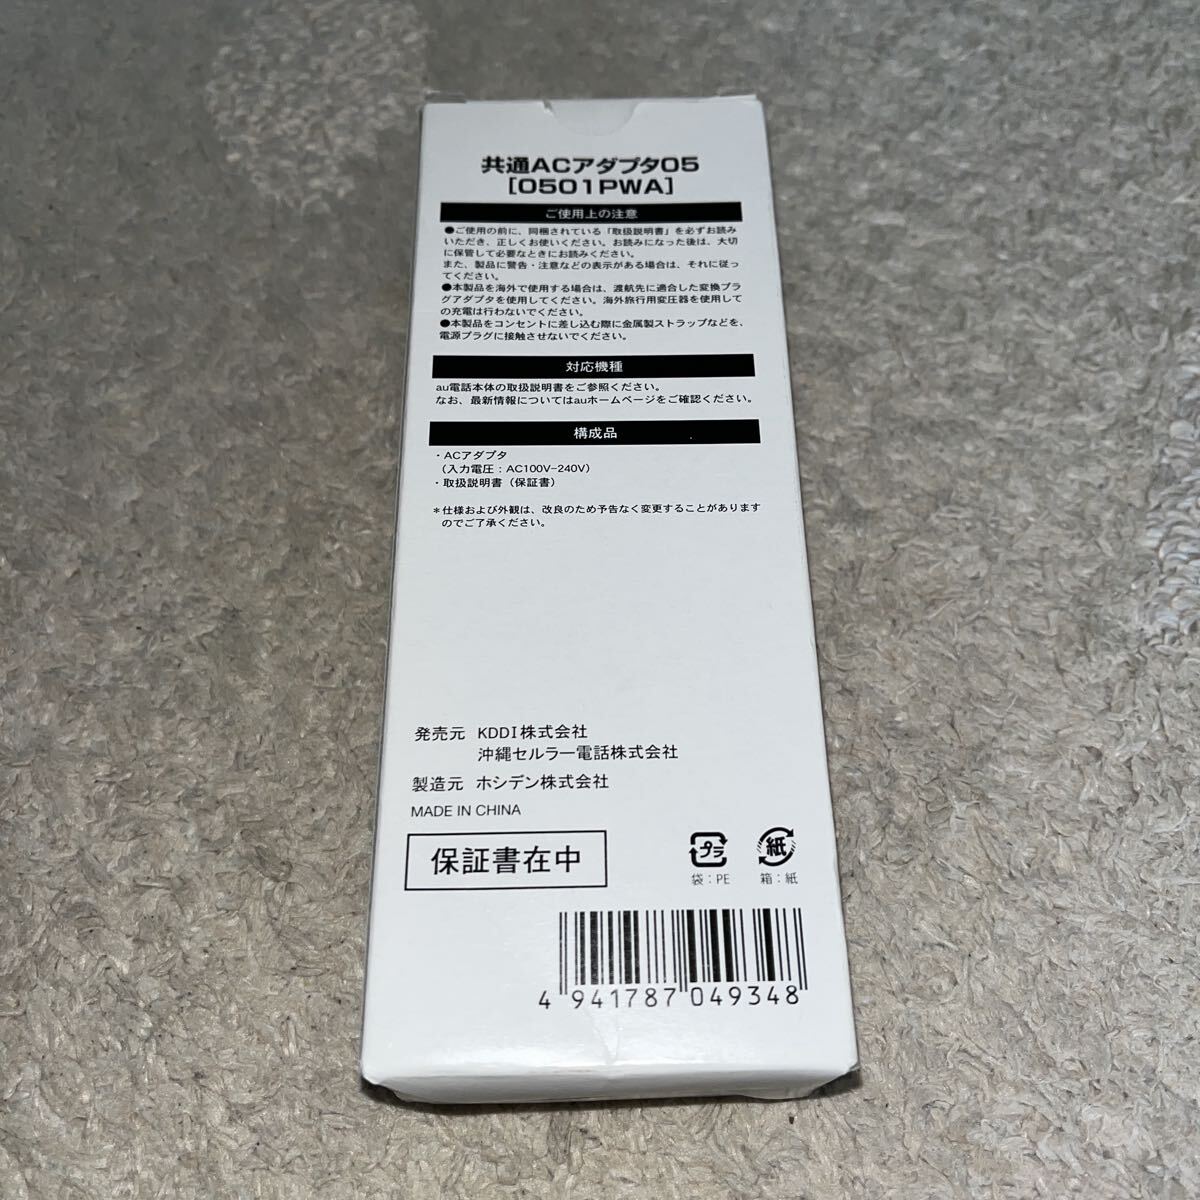 共通ACアダプタ05
[0501PWA]
ご使用上の注意
●ご使用の前に、同梱されている「取扱説明書」を必ずお読み
いただき、正しくお使いください。お読みになった後は、大切
に保管して必要なときにお読みください。
また、製品に警告・注意などの表示がある場合は、それに従っ
てください。
●本製品を海外で使用する場合は、渡航先に適合した変換プラ
グアダプタを使用してください。海外旅行用変圧器を使用して
の充電は行わないでください。
●本製品をコンセントに差し込む際に金属製ストラップなどを、
電源プラグに接触させないでください。
対応機種
au電話本体の取扱説明書をご参照ください。
なお、最新情報についてはauホームページをご確認ください。
構成品
・ACアダプタ
（入力電圧：AC100V-240V）
・取扱説明書（保証書）
＊仕様および外観は、改良のため予告なく変更することがあります
のでご了承ください。
発売元 KDDI株式会社
沖縄セルラー電話株式会社
製造元 ホシデン株式会社
MADE IN CHINA
保証書在中
プラ 紙
袋：PE 箱：紙
4 941787 049348